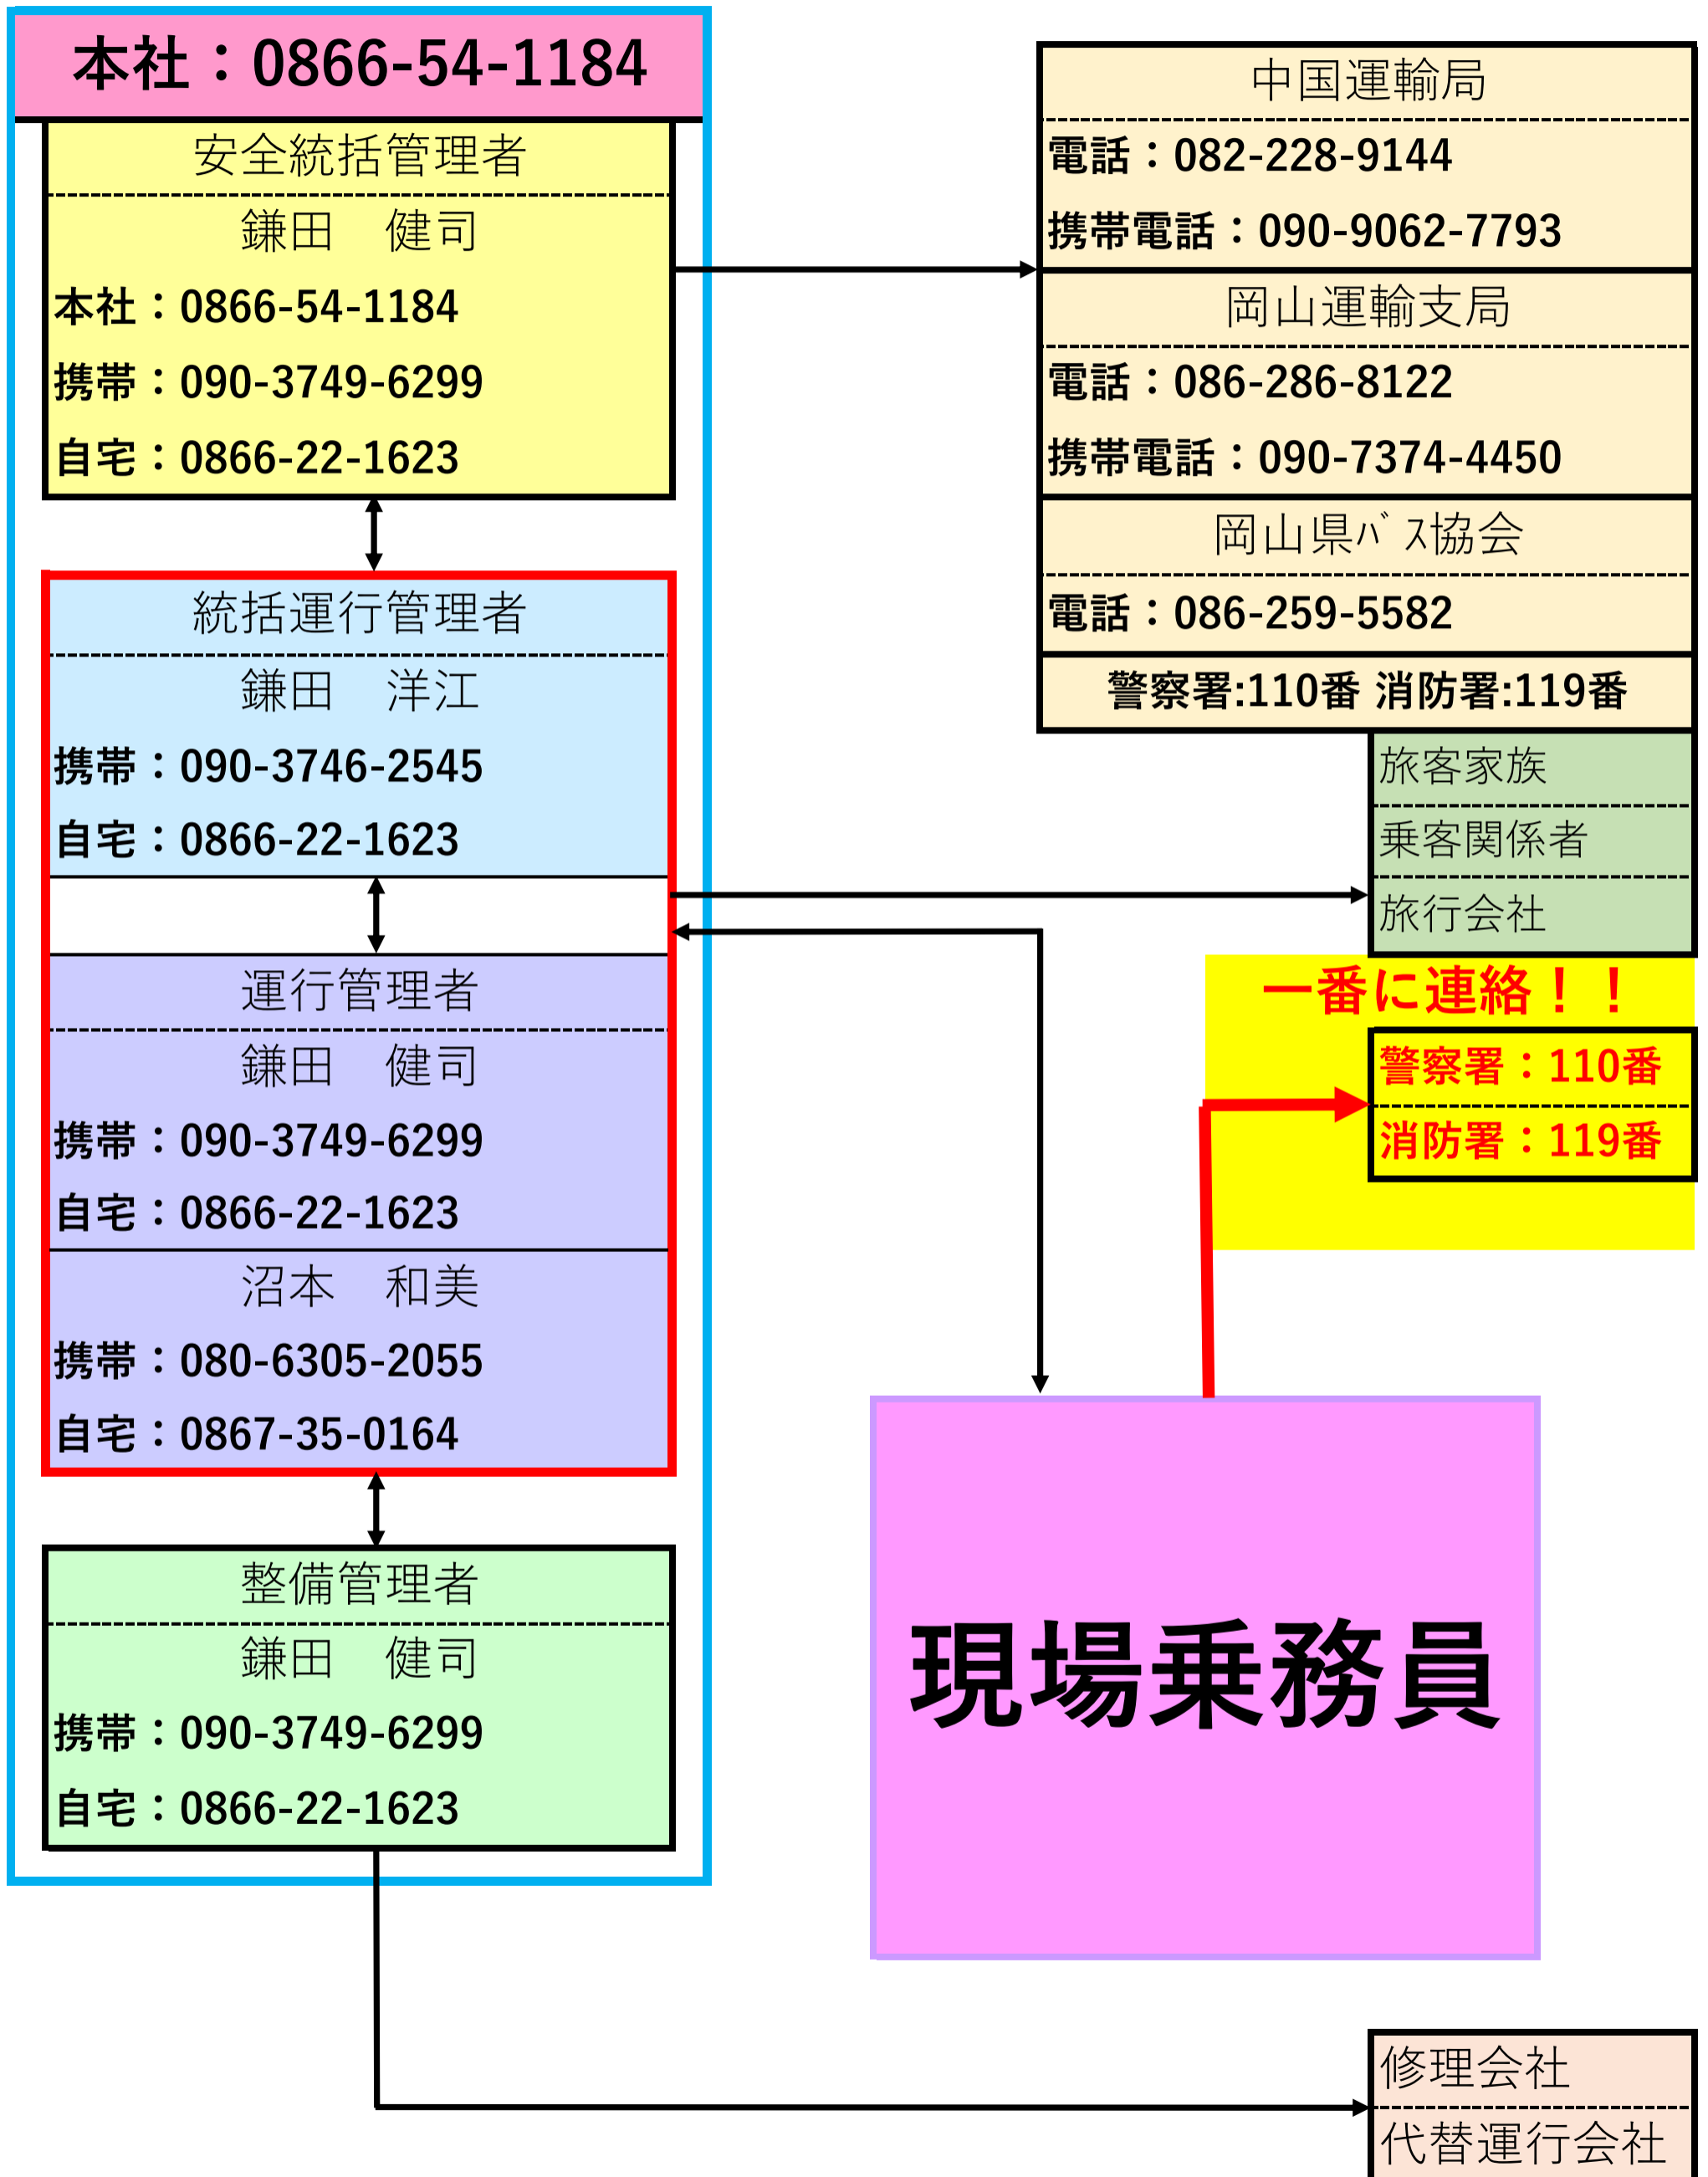 本社：0866-54-1184
安全統括管理者
鎌田　健司
本社：0866-54-1184
携帯：090-3749-6299
自宅：0866-22-1623
統括運行管理者
鎌田　洋江
携帯：090-3746-2545
自宅：0866-22-1623
運行管理者
鎌田　健司
携帯：090-3749-6299
自宅：0866-22-1623
沼本　和美
携帯：080-6305-2055
自宅：0867-35-0164
整備管理者
鎌田　健司
携帯：090-3749-6299
自宅：0866-22-1623
中国運輸局
電話：082-228-9144
携帯電話：090-9062-7793
岡山運輸支局
電話：086-286-8122
携帯電話：090-7374-4450
岡山県ﾊﾞｽ協会
電話：086-259-5582
警察署:110番 消防署:119番
旅客家族
乗客関係者
旅行会社
一番に連絡！！
警察署：110番
消防署：119番
現場乗務員
修理会社
代替運行会社